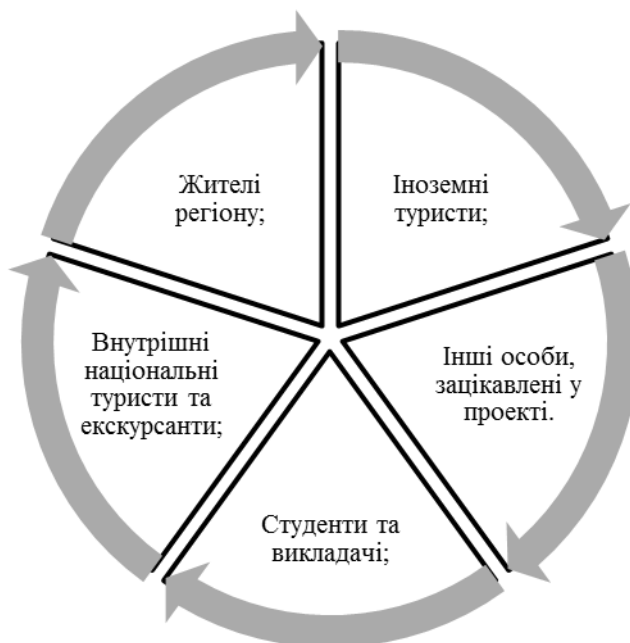 Жителі
регіону;
Іноземні
туристи;
Внутрішні
національні
туристи та
екскурсанти;
Інші особи,
зацікавлені у
проекті.
Студенти та
викладачі;